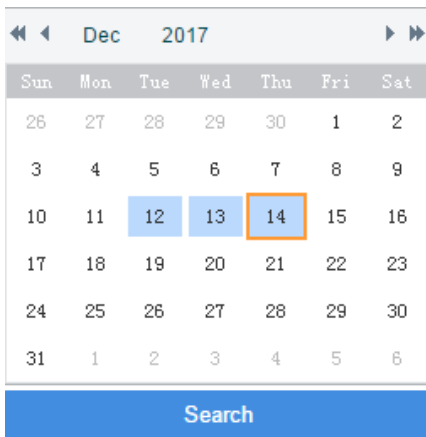 Dec 2017
Sun Mon Tue Wed Thu Fri Sat
26 27 28 29 30 1 2
3 4 5 6 7 8 9
10 11 12 13 14 15 16
17 18 19 20 21 22 23
24 25 26 27 28 29 30
31 1 2 3 4 5 6
Search